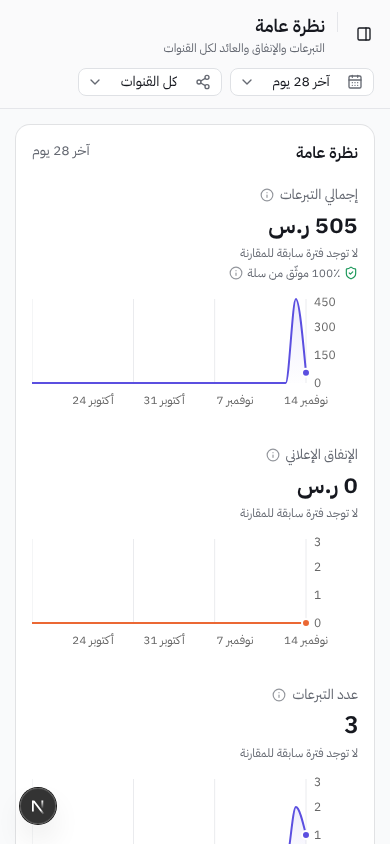 نظرة عامة
التبرعات والإنفاق والعائد لكل القنوات
آخر 28 يوم
كل القنوات
نظرة عامة
آخر 28 يوم
إجمالي التبرعات
505 ر.س
لا توجد فترة سابقة للمقارنة
100٪ موثّق من سلة
450
300
150
0
24 أكتوبر
31 أكتوبر
7 نوفمبر
14 نوفمبر
الإنفاق الإعلاني
0 ر.س
لا توجد فترة سابقة للمقارنة
3
2
1
0
24 أكتوبر
31 أكتوبر
7 نوفمبر
14 نوفمبر
عدد التبرعات
3
لا توجد فترة سابقة للمقارنة
3
2
1
N